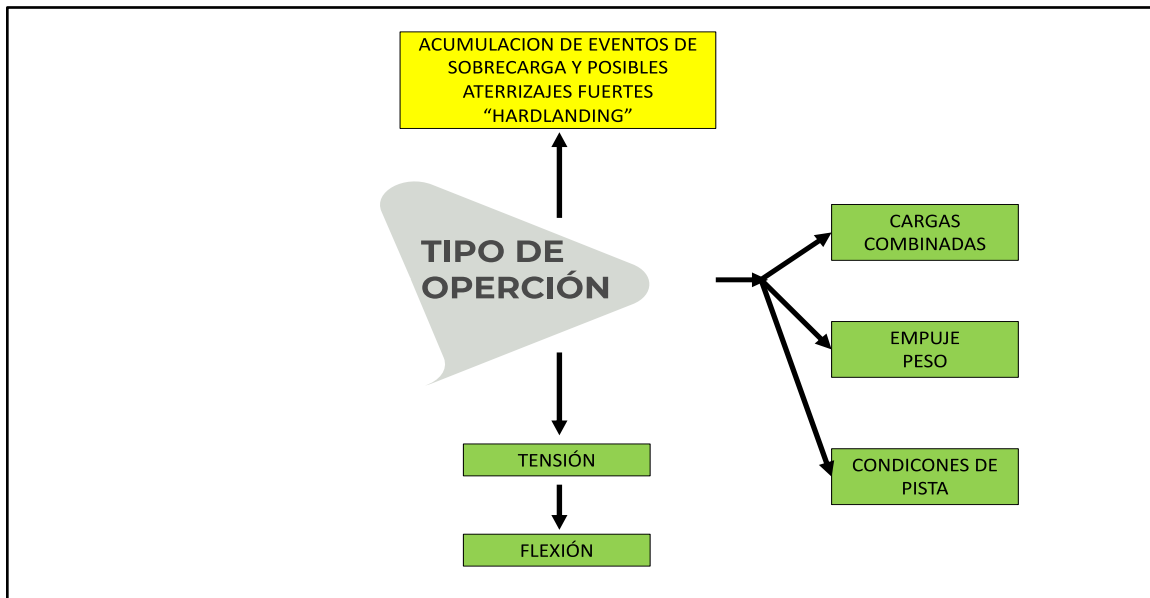 ACUMULACION DE EVENTOS DE
SOBRECARGA Y POSIBLES
ATERRIZAJES FUERTES
“HARDLANDING”
TIPO DE
OPERCIÓN
CARGAS
COMBINADAS
EMPUJE
PESO
CONDICONES DE
PISTA
TENSIÓN
FLEXIÓN